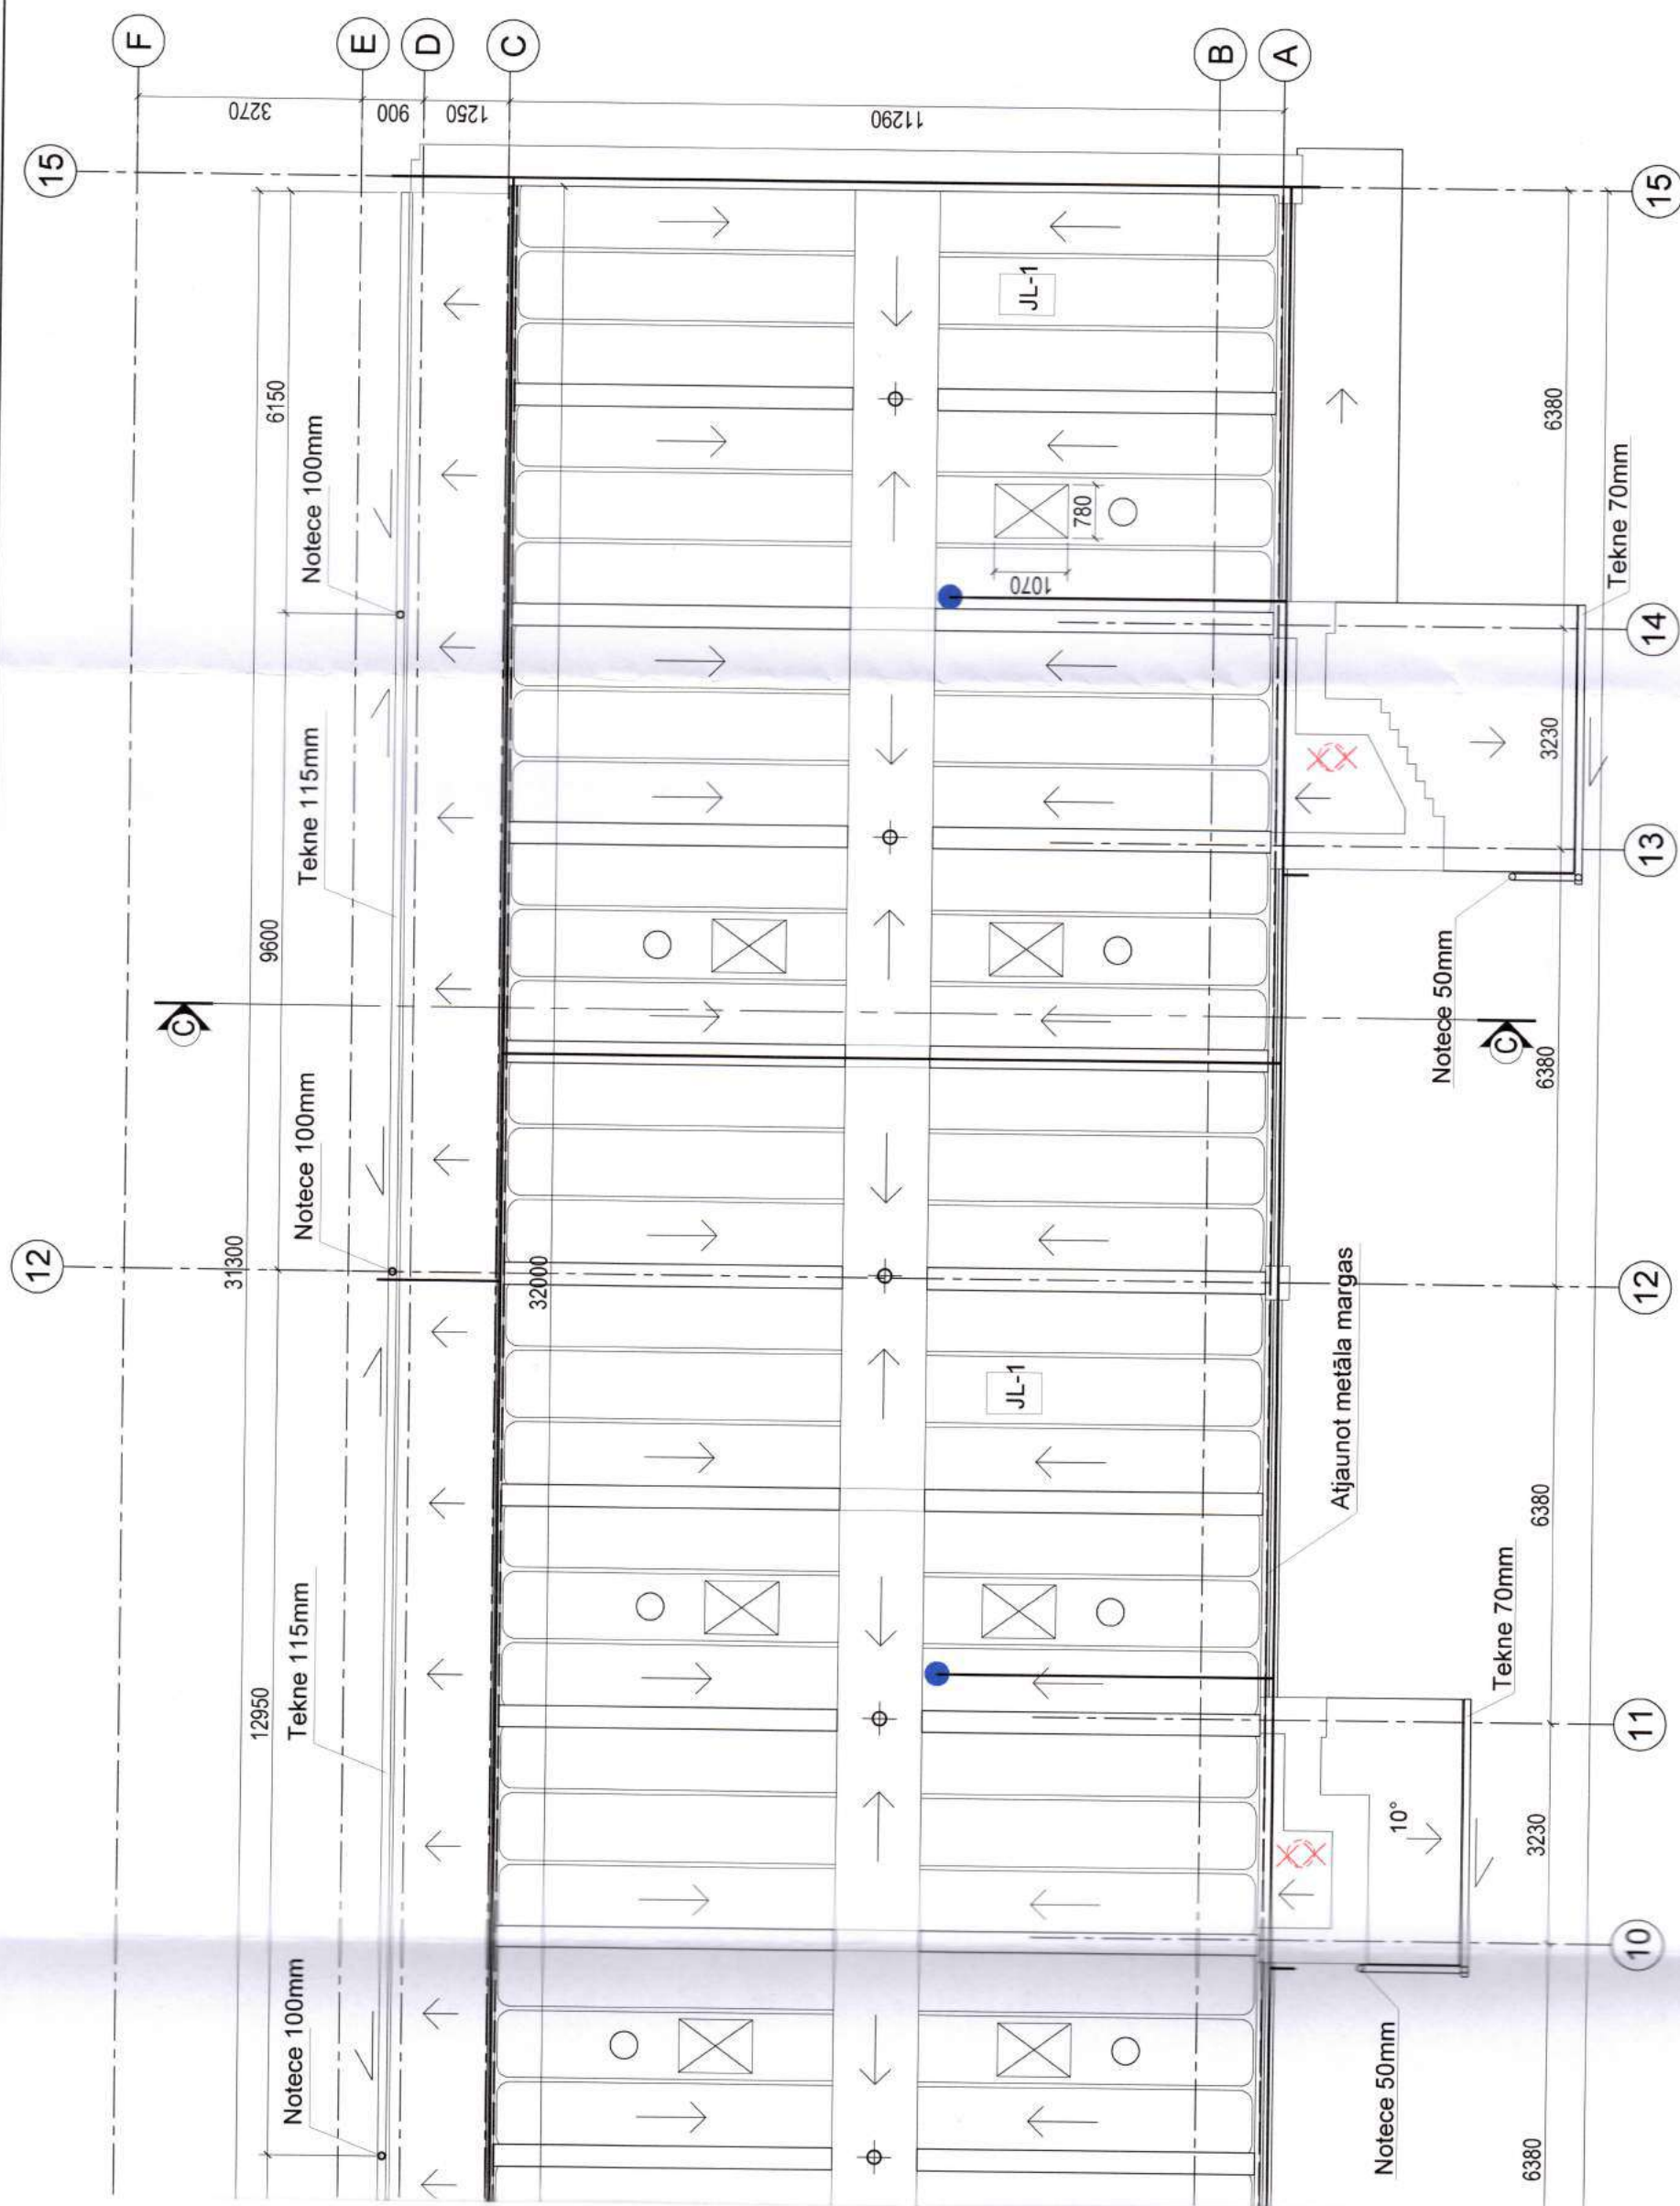 F
E
D
C
B
A
3270
900
1250
11290
15
15
6150
Notece 100mm
JL-1
6380
780
1070
Tekne 70mm
14
Tekne 115mm
3230
13
9600
Notece 50mm
C
C
6380
Notece 100mm
12
31300
32000
12
Atjaunot metāla margas
JL-1
6380
Tekne 115mm
12950
Tekne 70mm
11
10°
3230
10
Notece 100mm
Notece 50mm
6380